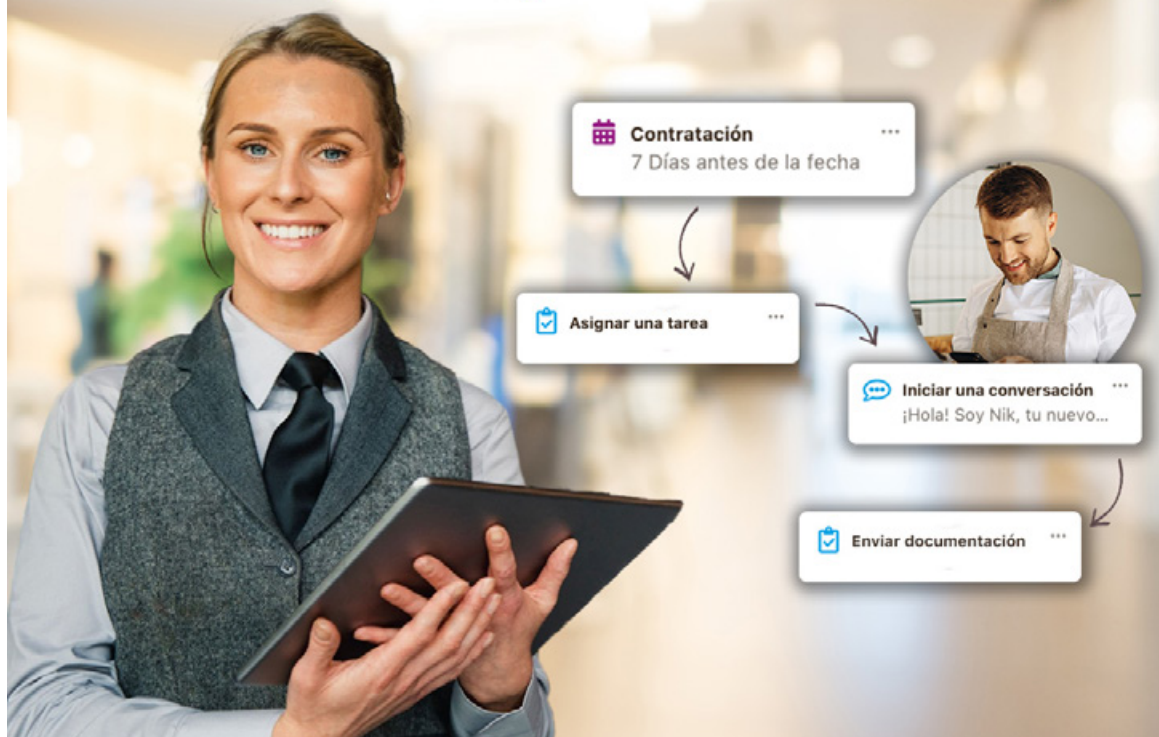 Contratación
7 Días antes de la fecha
Asignar una tarea
Iniciar una conversación
¡Hola! Soy Nik, tu nuevo...
Enviar documentación